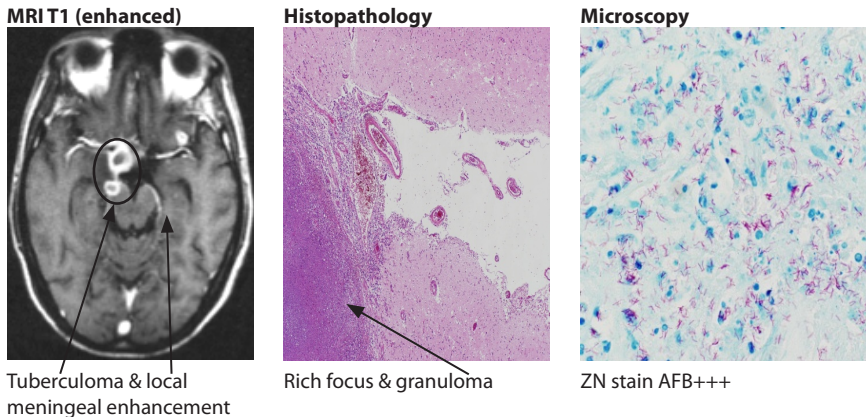 MRI T1 (enhanced)
Histopathology
Microscopy
Tuberculoma & local
meningeal enhancement
Rich focus & granuloma
ZN stain AFB+++